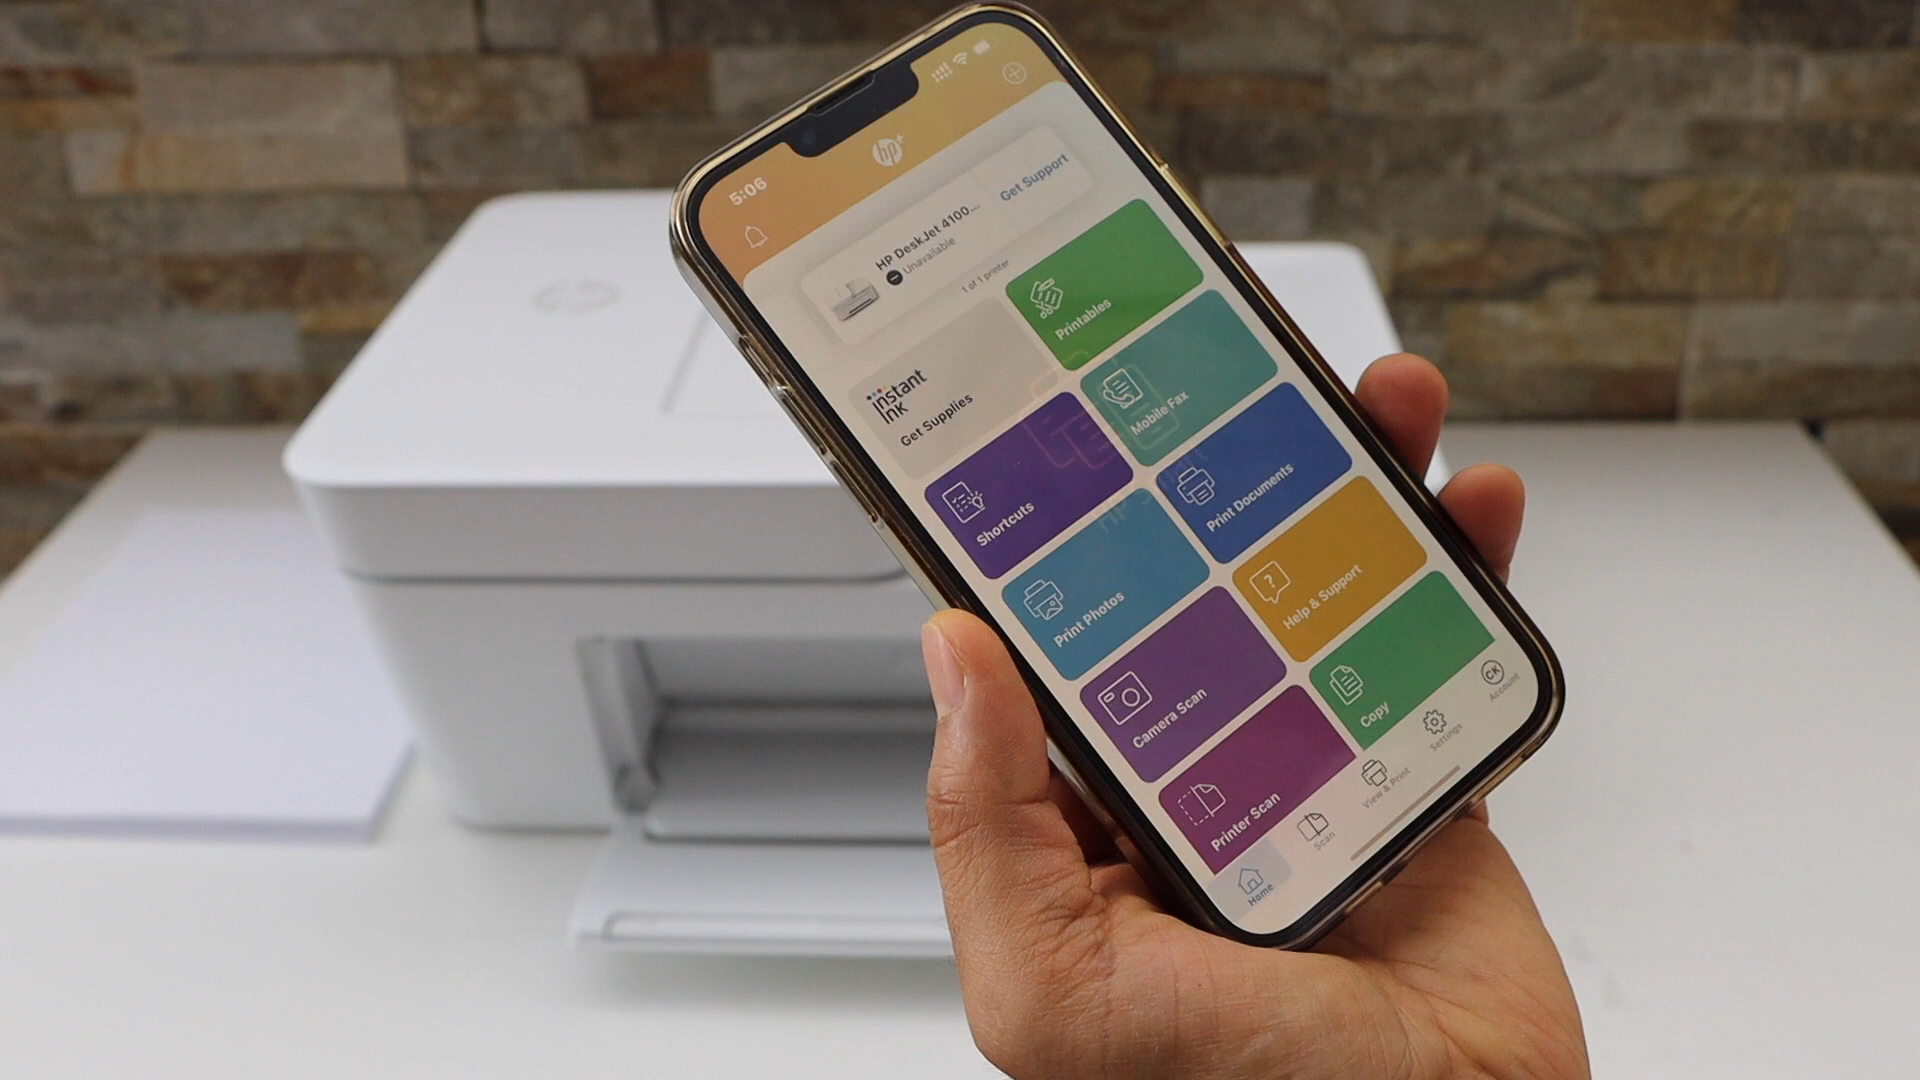 5:06
hp+
HP DeskJet 4100...
Unavailable
Get Support
1 of 1 printer
Instant
Ink
Get Supplies
Printables
Shortcuts
Mobile Fax
Print Photos
Print Documents
Camera Scan
Help & Support
Printer Scan
Copy
Home
Scan
View & Print
Settings
CK
Account